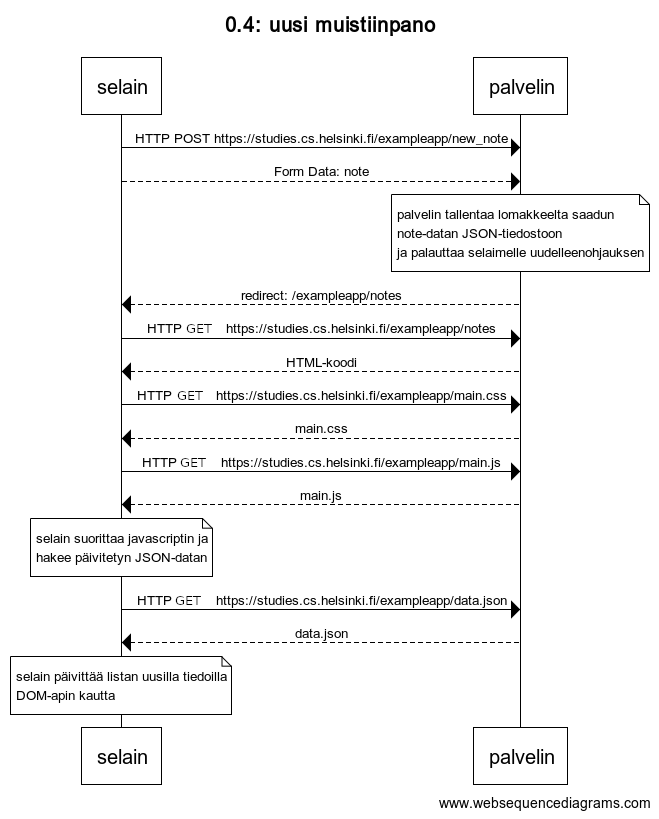 0.4: uusi muistiinpano
selain
palvelin
HTTP POST https://studies.cs.helsinki.fi/exampleapp/new_note
Form Data: note
palvelin tallentaa lomakkeelta saadun
note-datan JSON-tiedostoon
ja palauttaa selaimelle uudelleenohjauksen
redirect: /exampleapp/notes
HTTP GET https://studies.cs.helsinki.fi/exampleapp/notes
HTML-koodi
HTTP GET https://studies.cs.helsinki.fi/exampleapp/main.css
main.css
HTTP GET https://studies.cs.helsinki.fi/exampleapp/main.js
main.js
selain suorittaa javascriptin ja
hakee päivitetyn JSON-datan
HTTP GET https://studies.cs.helsinki.fi/exampleapp/data.json
data.json
selain päivittää listan uusilla tiedoilla
DOM-apin kautta
selain
palvelin
www.websequencediagrams.com